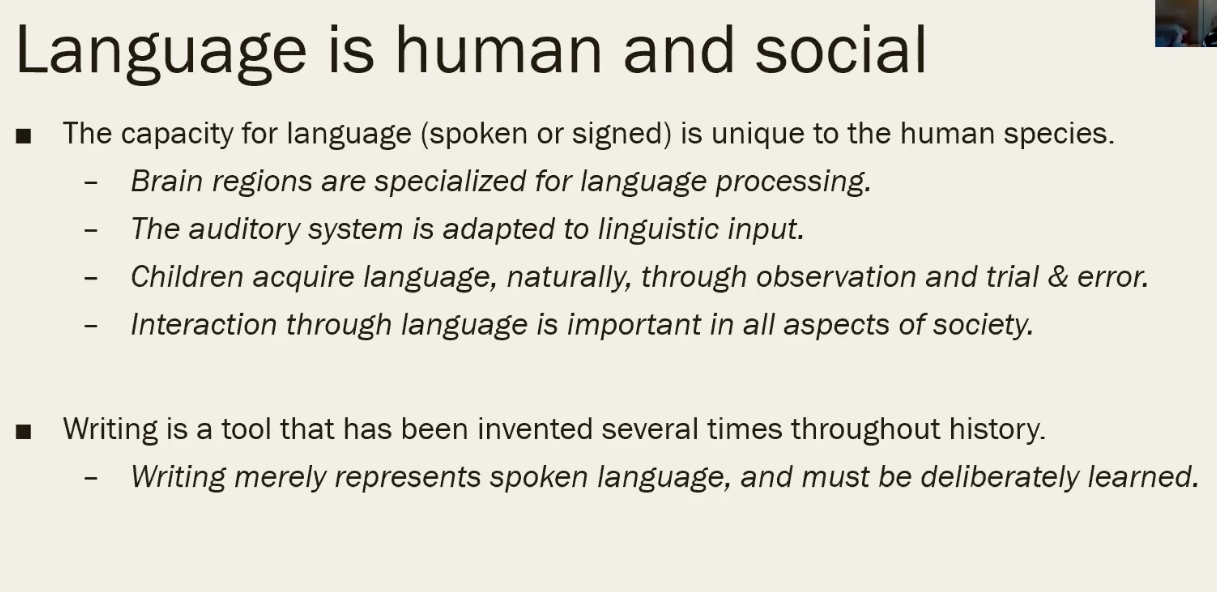 Language is human and social
■ The capacity for language (spoken or signed) is unique to the human species.
– Brain regions are specialized for language processing.
– The auditory system is adapted to linguistic input.
– Children acquire language, naturally, through observation and trial & error.
– Interaction through language is important in all aspects of society.
■ Writing is a tool that has been invented several times throughout history.
– Writing merely represents spoken language, and must be deliberately learned.